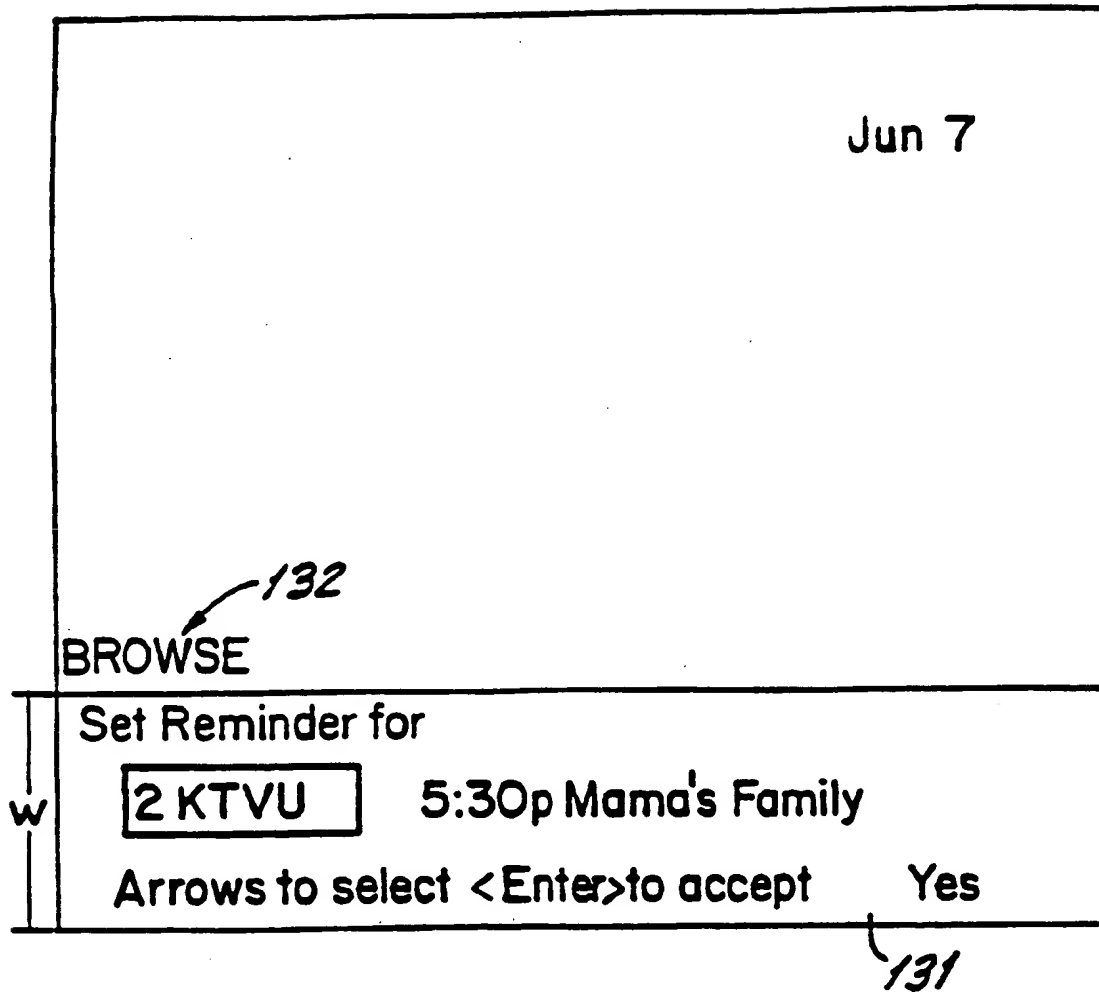 Jun 7
132
BROWSE
Set Reminder for
W
2 KTVU 5:30p Mama's Family
Arrows to select <Enter>to accept Yes
131